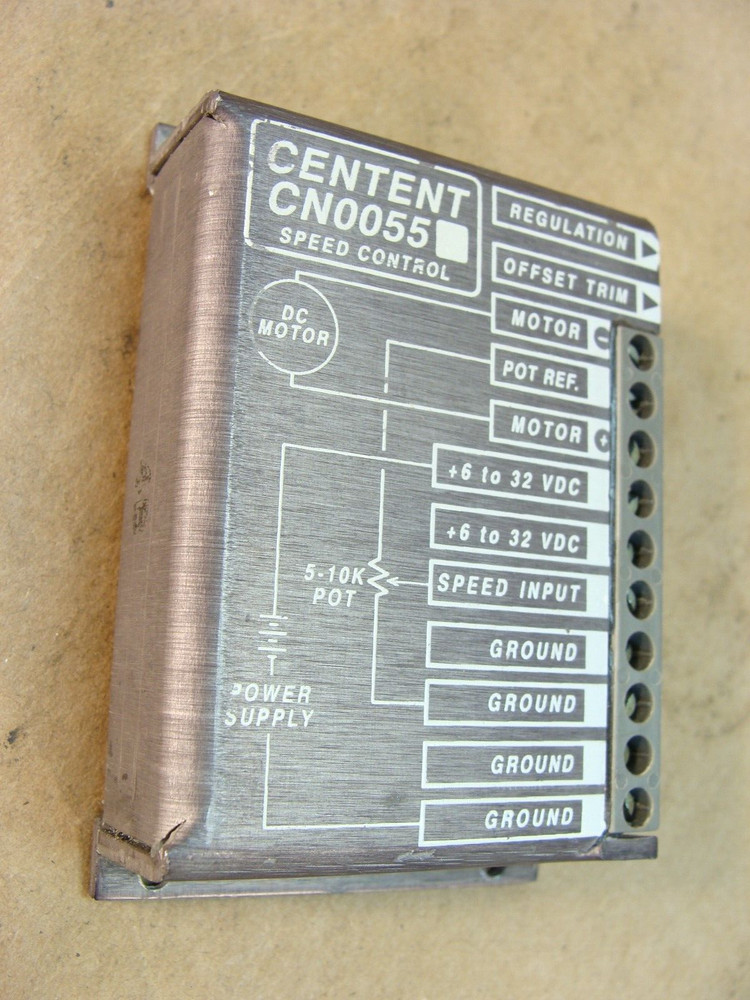 CENTENT
CN0055
SPEED CONTROL
REGULATION
OFFSET TRIM
DC
MOTOR
MOTOR -
POT REF.
MOTOR +
+6 to 32 VDC
+6 to 32 VDC
5-10K
POT
SPEED INPUT
GROUND
POWER
SUPPLY
GROUND
GROUND
GROUND